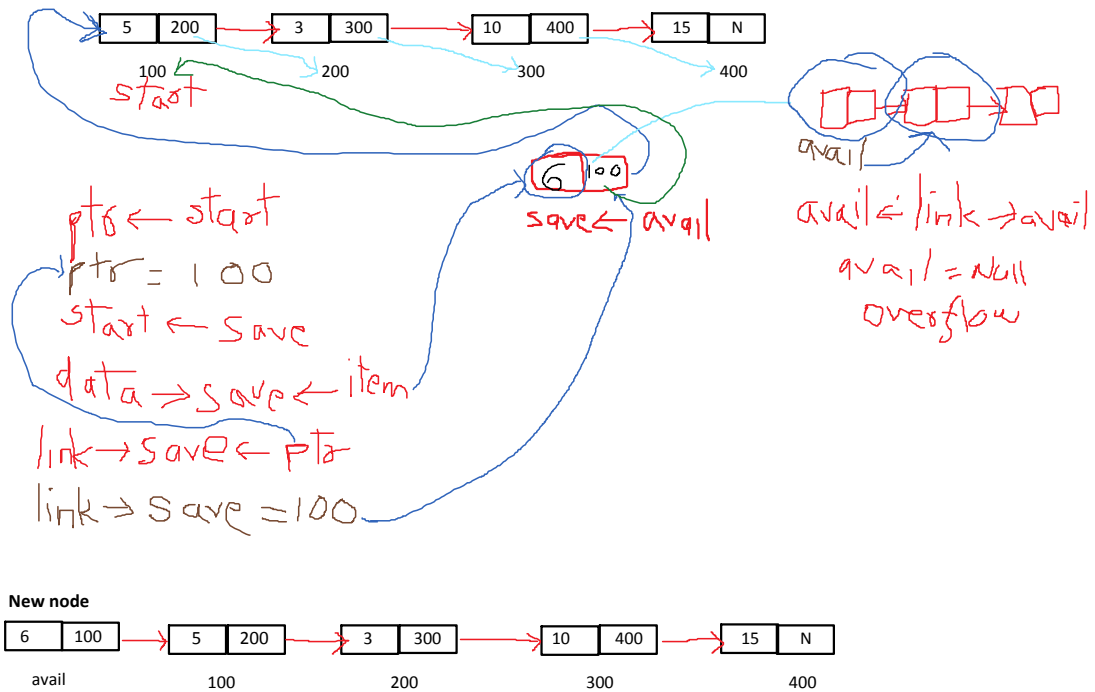 5 200 3 300 10 400 15 N
100 200 300 400
start
avail
6 100
save ← avail
avail ← link → avail
avail = Null
overflow
ptr ← start
ptr = 100
start ← save
data → save ← item
link → save ← ptr
link → save = 100
New node
6 100 5 200 3 300 10 400 15 N
avail 100 200 300 400